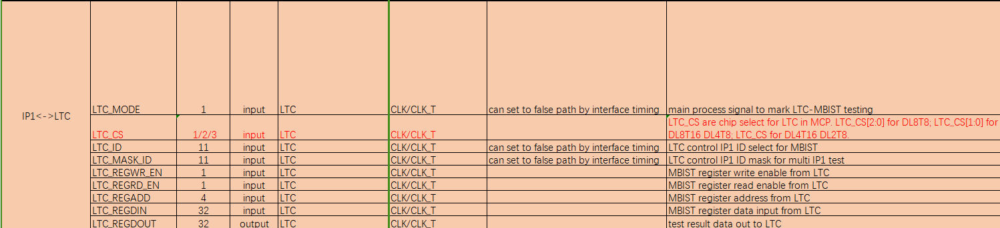 LTC_MODE 1 input LTC CLK/CLK_T can set to false path by interface timing main process signal to mark LTC-MBIST testing
IP1<->LTC
LTC_CS are chip select for LTC in MCP. LTC_CS[2:0] for DL8T8; LTC_CS[1:0] for
LTC_CS 1/2/3 input LTC CLK/CLK_T DL8T16 DL4T8; LTC_CS for DL4T16 DL2T8.
LTC_ID 11 input LTC CLK/CLK_T can set to false path by interface timing LTC control IP1 ID select for MBIST
LTC_MASK_ID 11 input LTC CLK/CLK_T can set to false path by interface timing LTC control IP1 ID mask for multi IP1 test
LTC_REGWR_EN 1 input LTC CLK/CLK_T MBIST register write enable from LTC
LTC_REGRD_EN 1 input LTC CLK/CLK_T MBIST register read enable from LTC
LTC_REGADD 4 input LTC CLK/CLK_T MBIST register address from LTC
LTC_REGDIN 32 input LTC CLK/CLK_T MBIST register data input from LTC
LTC_REGDOUT 32 output LTC CLK/CLK_T test result data out to LTC